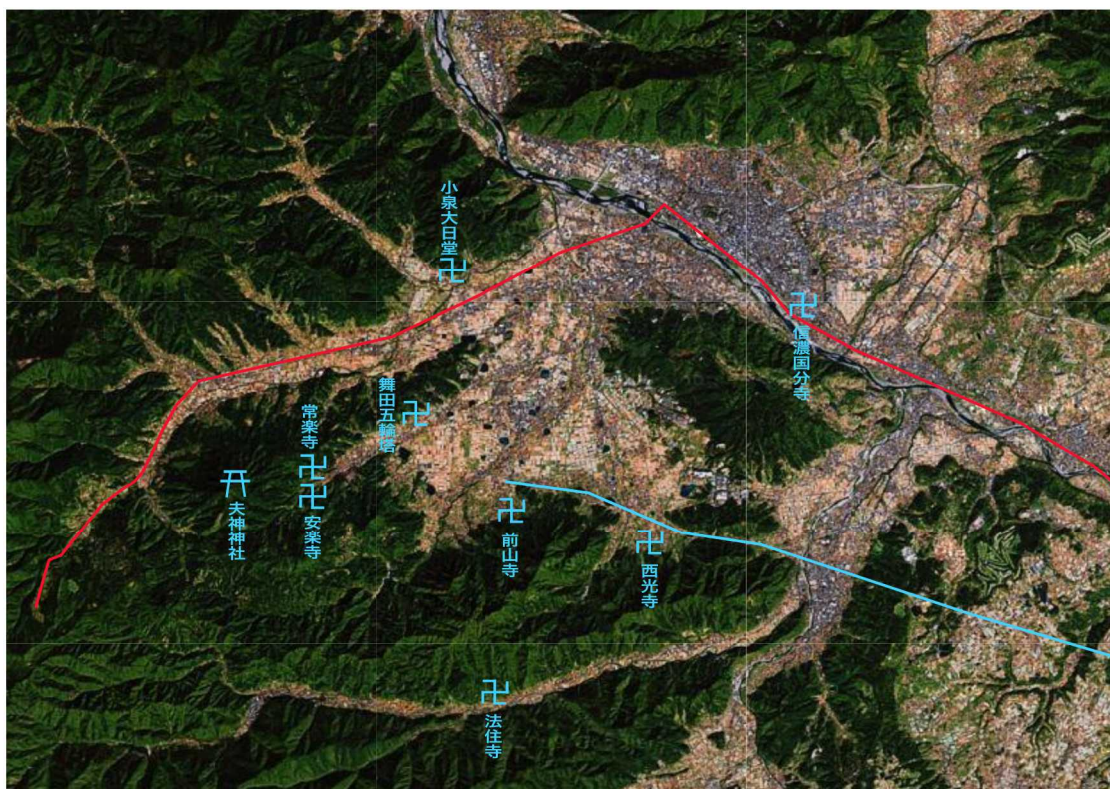 小泉大日堂
信濃国分寺
舞田五輪塔
常楽寺
安楽寺
夫神神社
前山寺
西光寺
法住寺